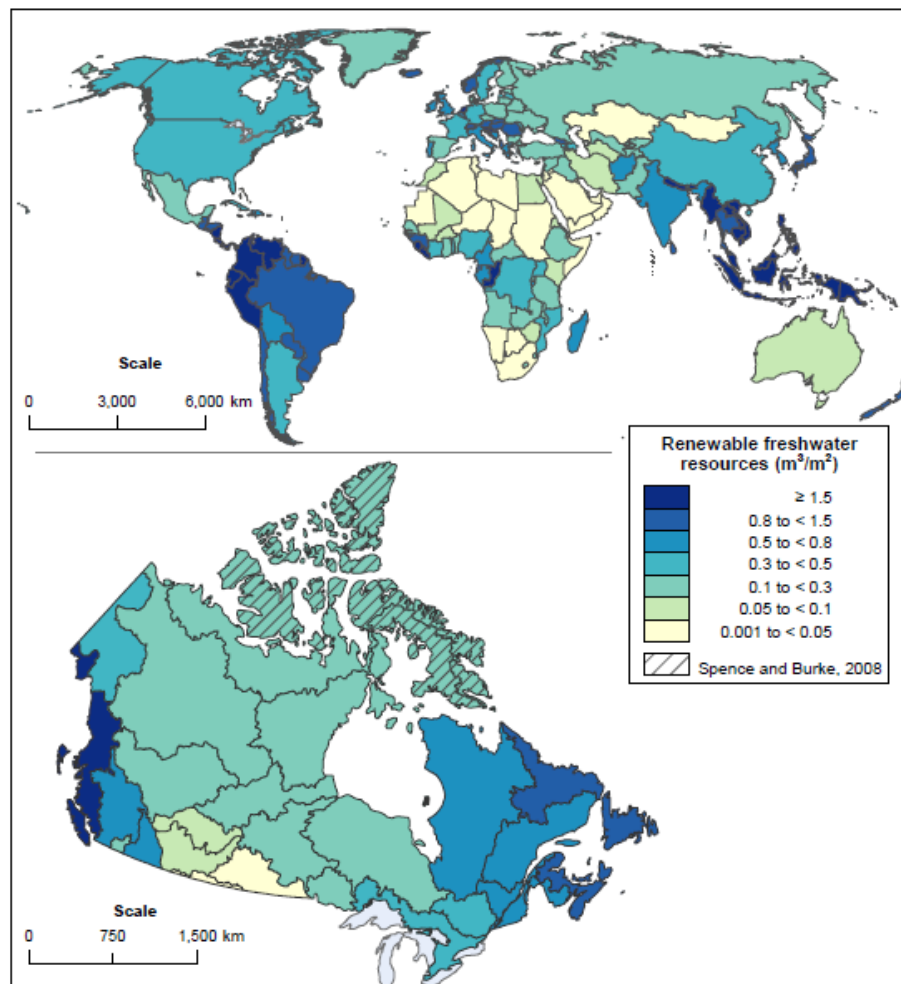 Scale
0 3,000 6,000 km
Renewable freshwater
resources (m³/m²)
≥ 1.5
0.8 to < 1.5
0.5 to < 0.8
0.3 to < 0.5
0.1 to < 0.3
0.05 to < 0.1
0.001 to < 0.05
Spence and Burke, 2008
Scale
0 750 1,500 km